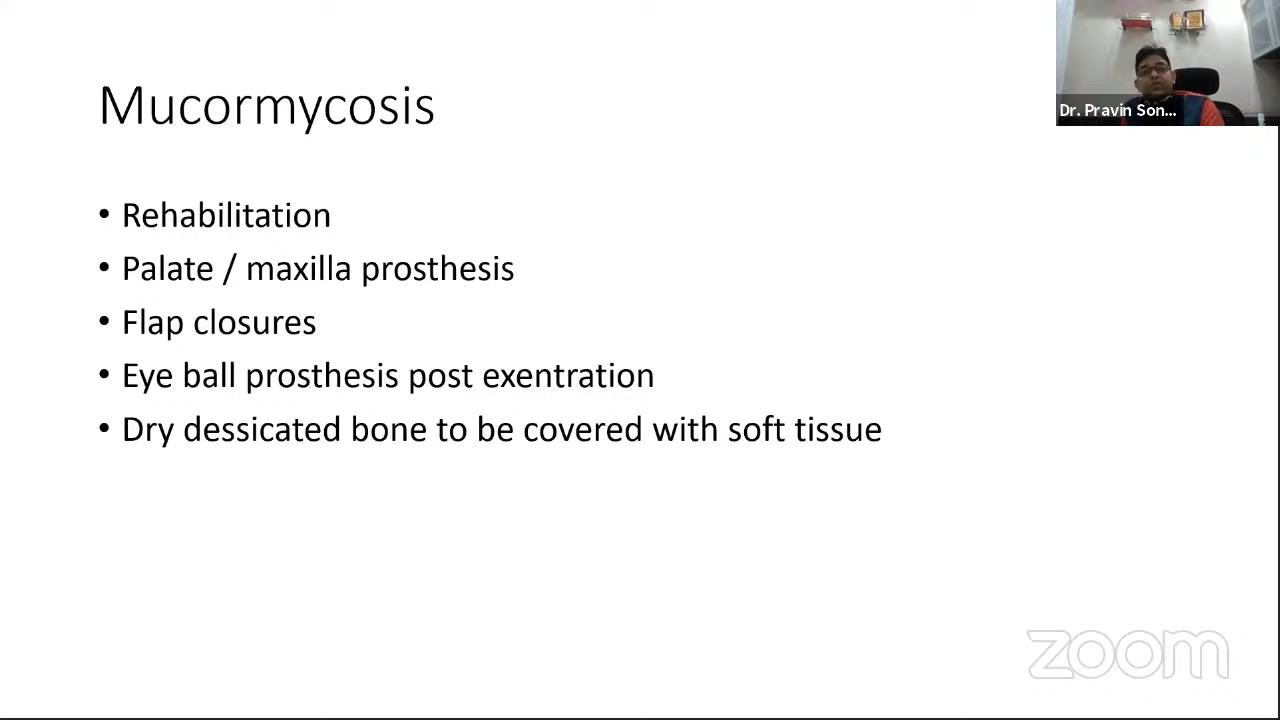 Mucormycosis
• Rehabilitation
• Palate / maxilla prosthesis
• Flap closures
• Eye ball prosthesis post exentration
• Dry dessicated bone to be covered with soft tissue
Dr. Pravin Son...
zoom